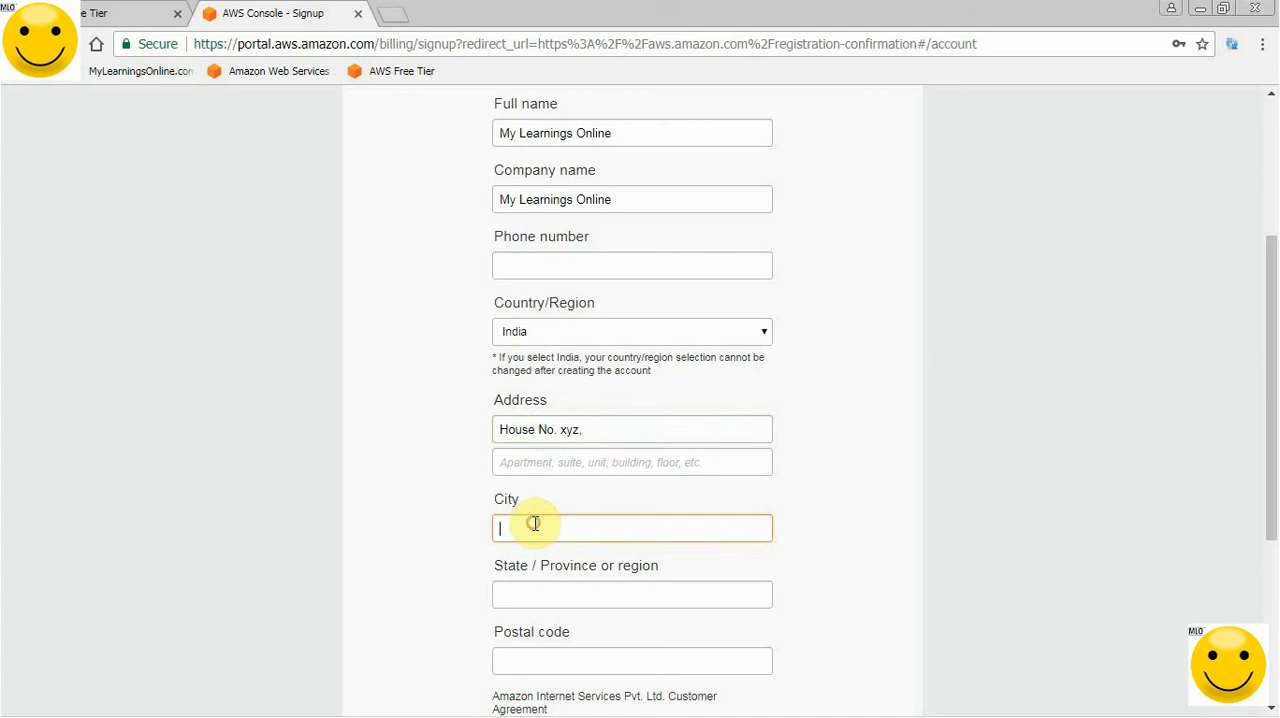 MLO
e Tier
AWS Console - Signup
Secure
https://portal.aws.amazon.com/billing/signup?redirect_url=https%3A%2F%2Faws.amazon.com%2Fregistration-confirmation#/account
MyLearningsOnline.com
Amazon Web Services
AWS Free Tier
Full name
My Learnings Online
Company name
My Learnings Online
Phone number
Country/Region
India
* If you select India, your country/region selection cannot be
changed after creating the account
Address
House No. xyz,
Apartment, suite, unit, building, floor, etc.
City
State / Province or region
Postal code
MLO
Amazon Internet Services Pvt. Ltd. Customer
Agreement